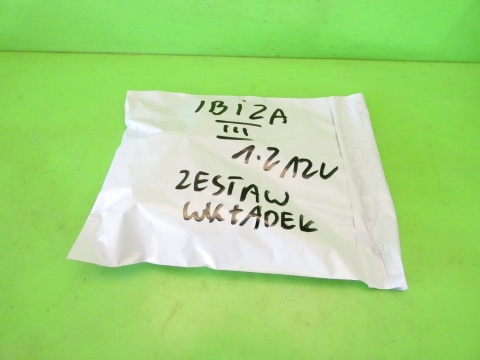 IBIZA
III
1.2 12V
ZESTAW
WKŁADEK